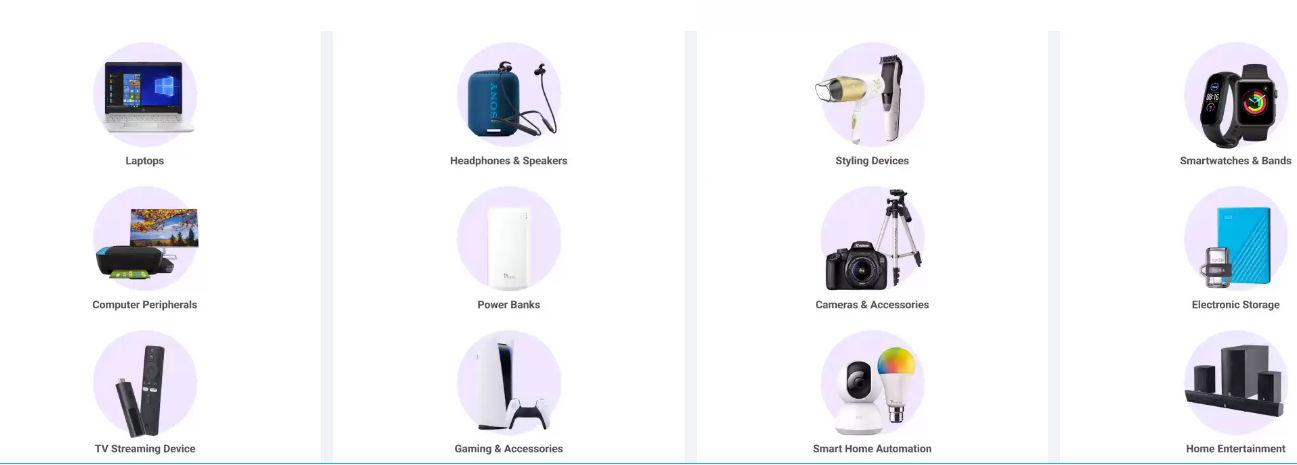 Laptops
Headphones & Speakers
Styling Devices
Smartwatches & Bands
SONY
Computer Peripherals
Power Banks
Cameras & Accessories
Electronic Storage
Canon
TV Streaming Device
Gaming & Accessories
Smart Home Automation
Home Entertainment